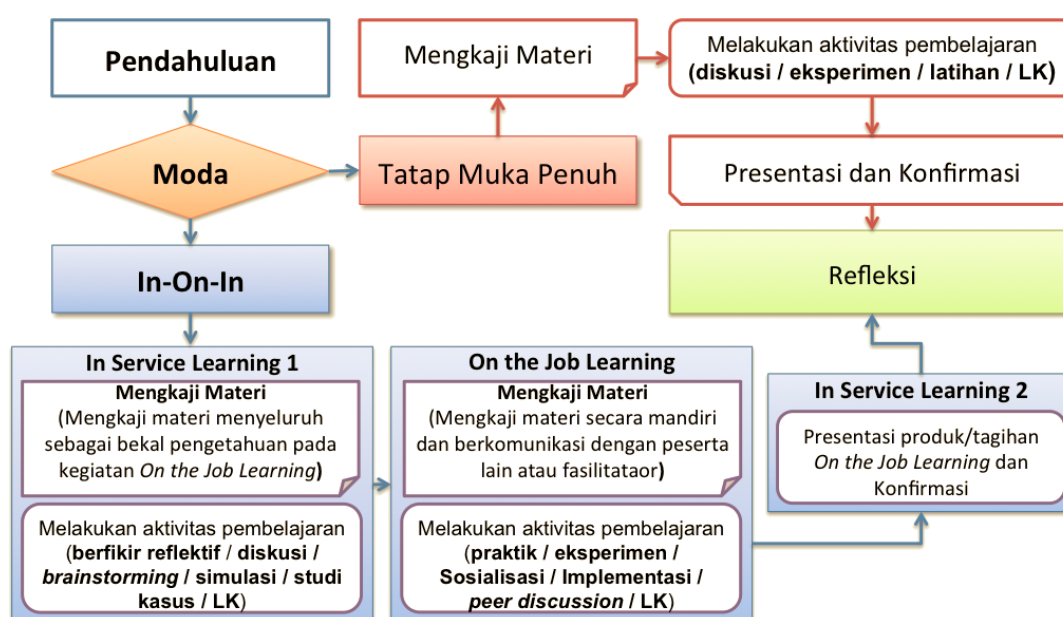 Pendahuluan
Moda
Tatap Muka Penuh
Mengkaji Materi
Melakukan aktivitas pembelajaran
(diskusi / eksperimen / latihan / LK)
Presentasi dan Konfirmasi
Refleksi
In-On-In
In Service Learning 1
Mengkaji Materi
(Mengkaji materi menyeluruh
sebagai bekal pengetahuan pada
kegiatan On the Job Learning)
Melakukan aktivitas pembelajaran
(berfikir reflektif / diskusi /
brainstorming / simulasi / studi
kasus / LK)
On the Job Learning
Mengkaji Materi
(Mengkaji materi secara mandiri
dan berkomunikasi dengan peserta
lain atau fasilitataor)
Melakukan aktivitas pembelajaran
(praktik / eksperimen /
Sosialisasi / Implementasi /
peer discussion / LK)
In Service Learning 2
Presentasi produk/tagihan
On the Job Learning dan
Konfirmasi